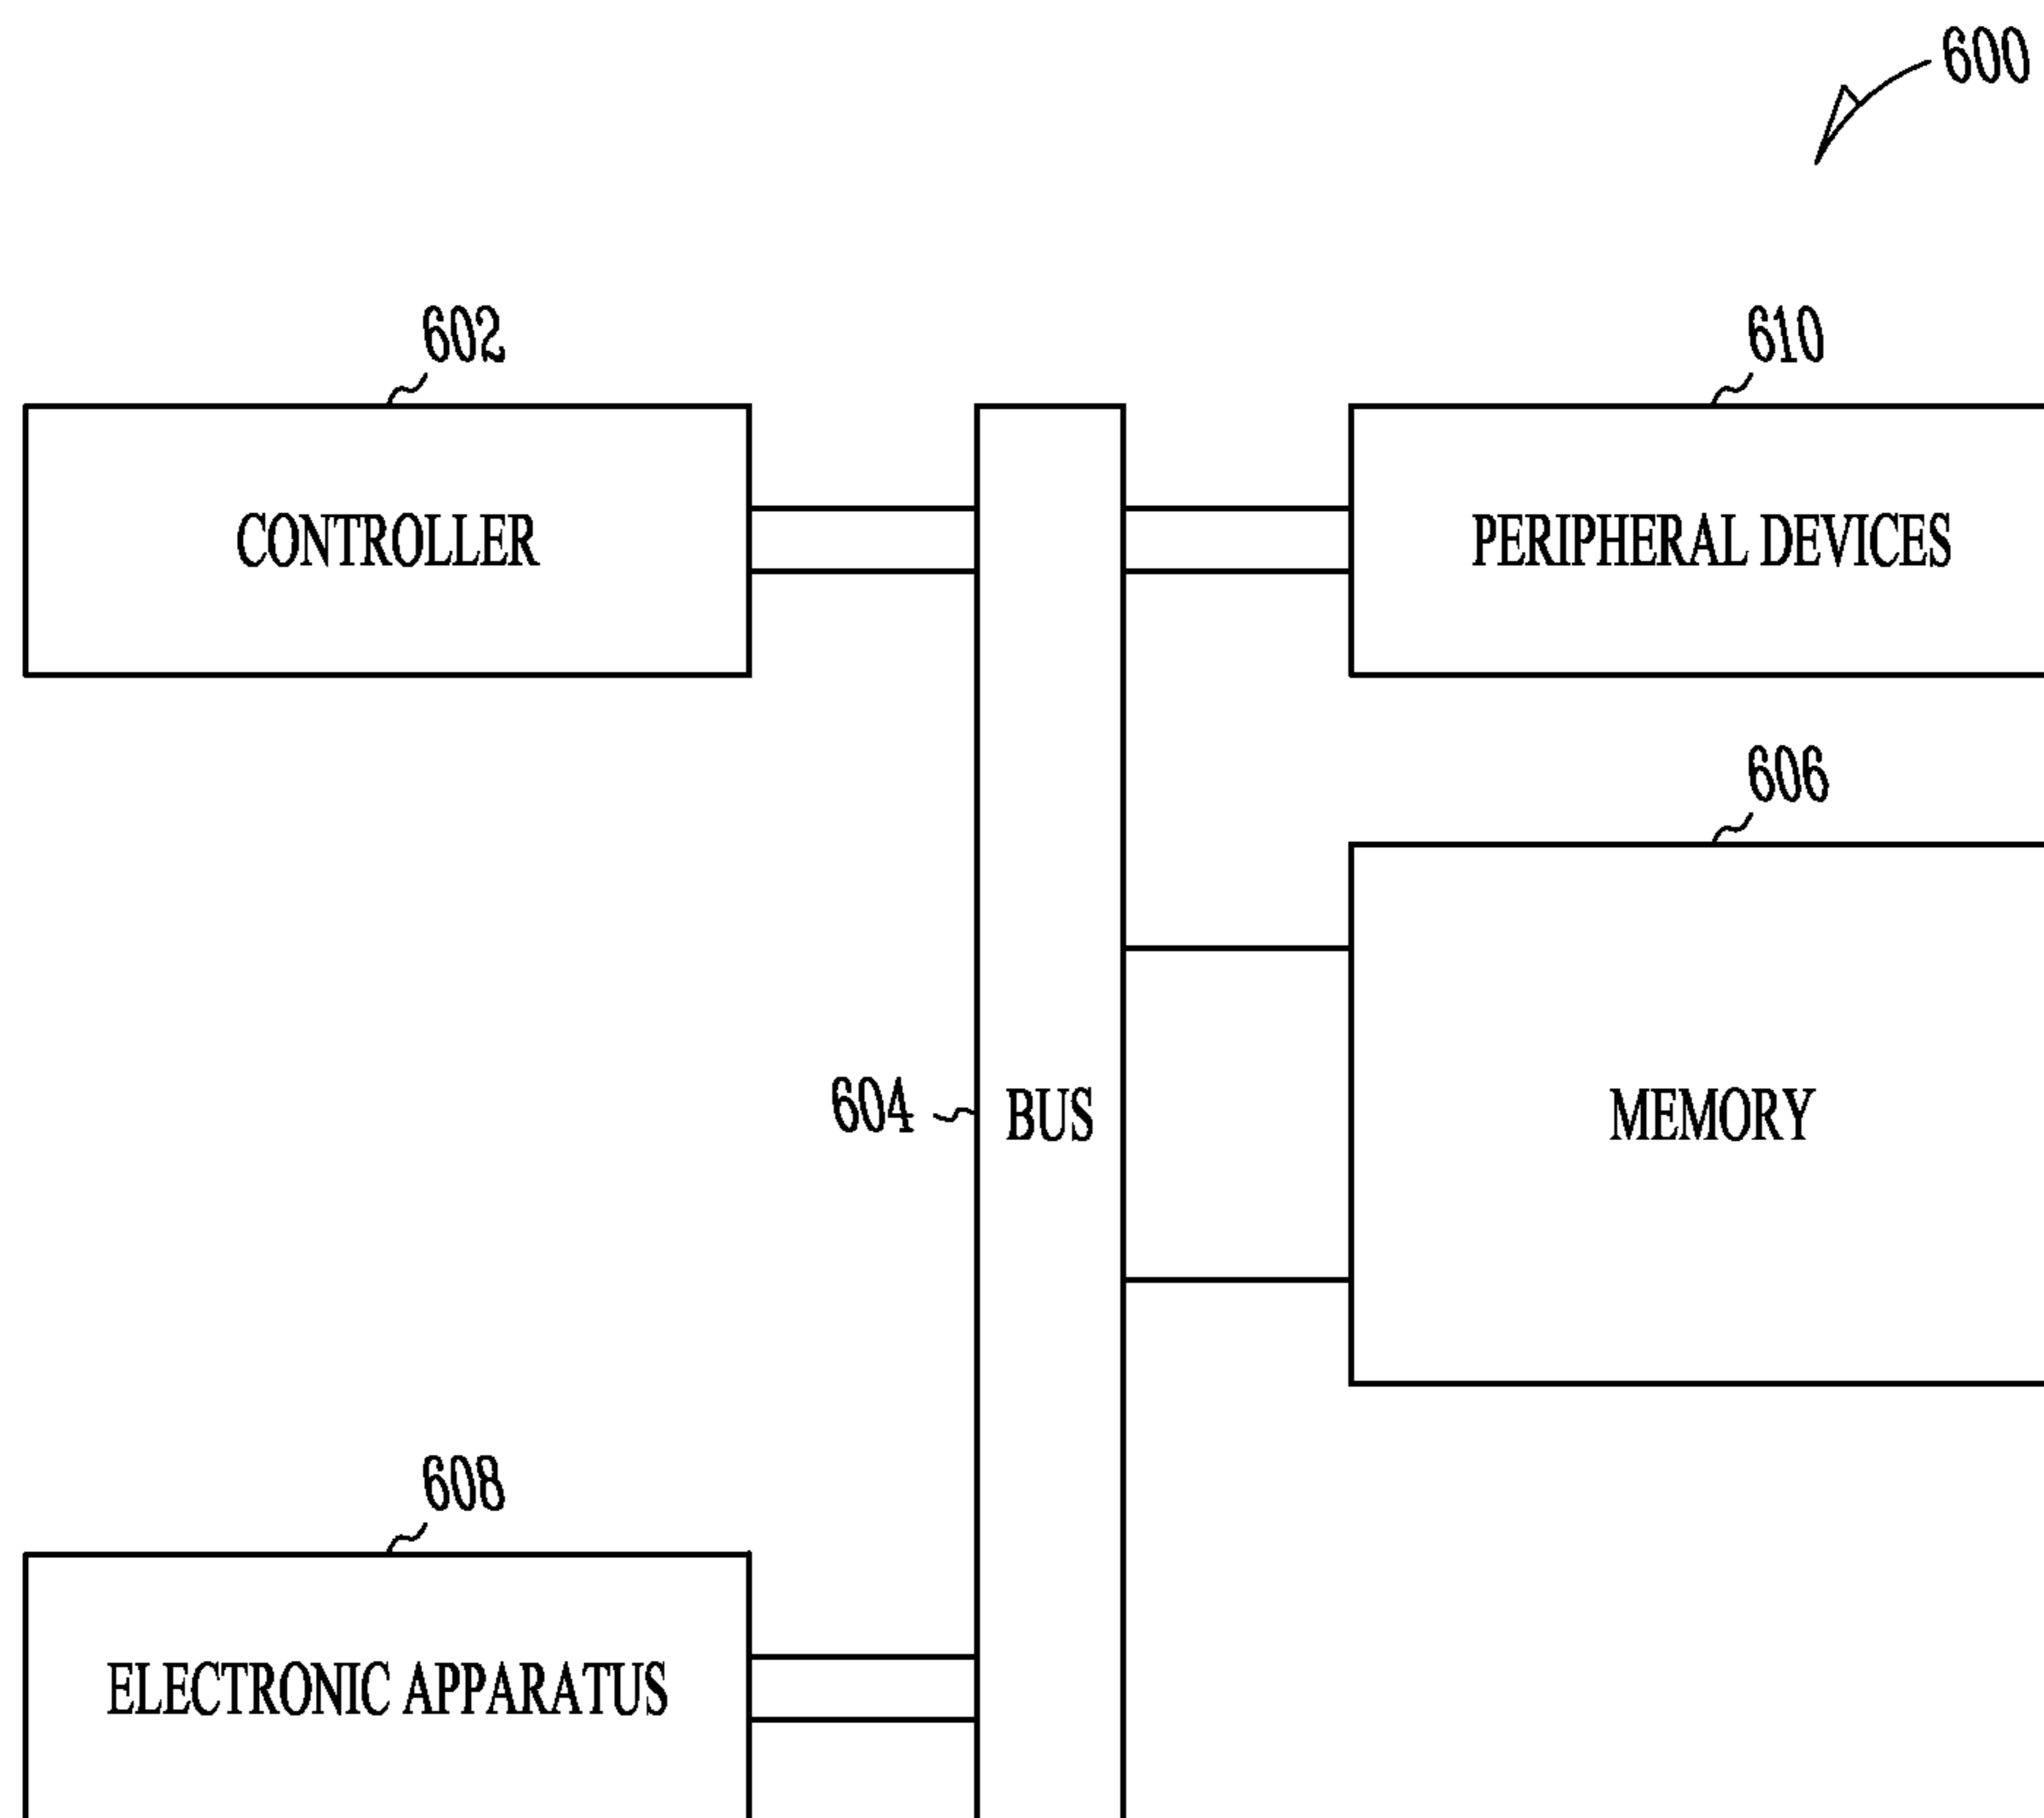 600
602
610
CONTROLLER
PERIPHERAL DEVICES
606
604
BUS
MEMORY
608
ELECTRONIC APPARATUS